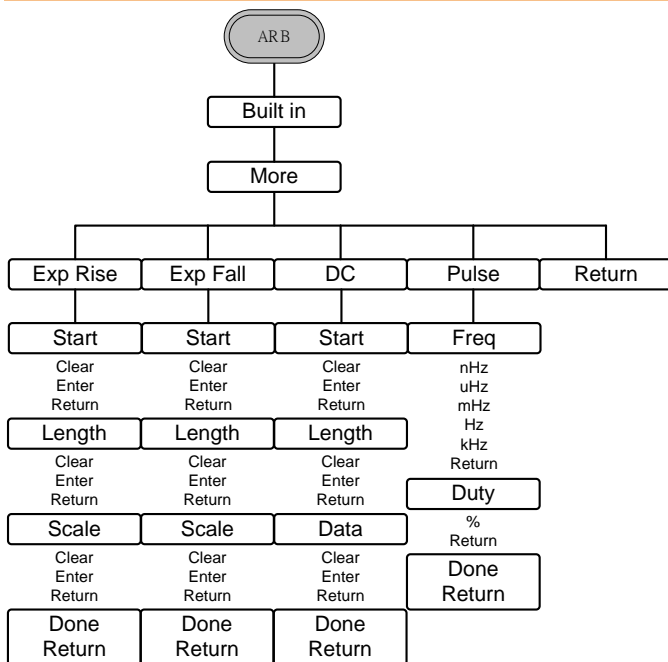 ARB
Built in
More
Exp Rise
Exp Fall
DC
Pulse
Return
Start
Clear
Enter
Return
Length
Clear
Enter
Return
Scale
Clear
Enter
Return
Done
Return
Start
Clear
Enter
Return
Length
Clear
Enter
Return
Scale
Clear
Enter
Return
Done
Return
Start
Clear
Enter
Return
Length
Clear
Enter
Return
Data
Clear
Enter
Return
Done
Return
Freq
nHz
uHz
mHz
Hz
kHz
Return
Duty
%
Return
Done
Return